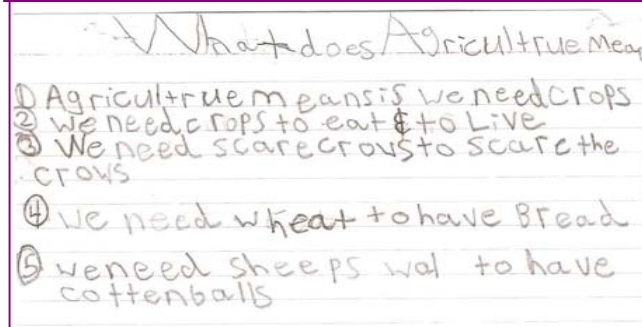 What does Agricultrue Mean
① Agricultrue meansis we need crops
② we need crops to eat & to Live
③ We need scarecrows to scare the
crows
④ we need wheat to have Bread
⑤ we need sheeps wal to have
cottenballs